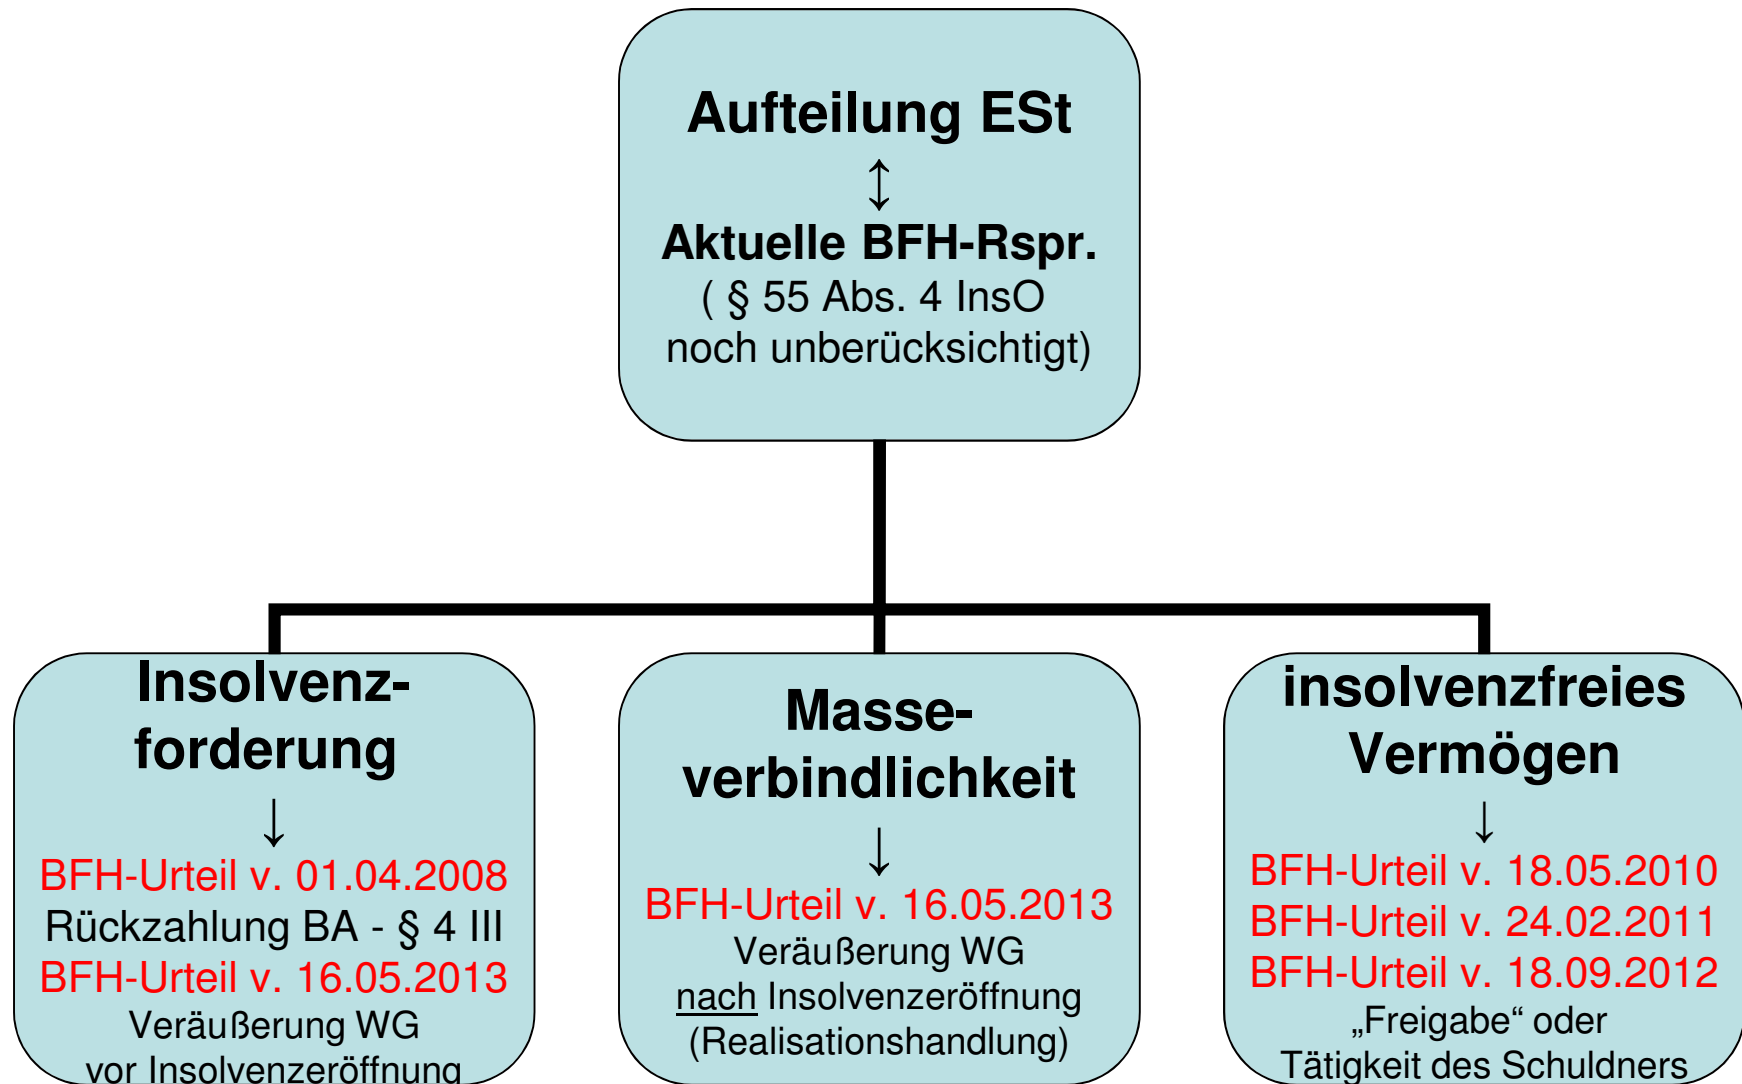 Aufteilung ESt
↕
Aktuelle BFH-Rspr.
( § 55 Abs. 4 InsO
noch unberücksichtigt)
Insolvenz-
forderung
↓
BFH-Urteil v. 01.04.2008
Rückzahlung BA - § 4 III
BFH-Urteil v. 16.05.2013
Veräußerung WG
vor Insolvenzeröffnung
Masse-
verbindlichkeit
↓
BFH-Urteil v. 16.05.2013
Veräußerung WG
nach Insolvenzeröffnung
(Realisationshandlung)
insolvenzfreies
Vermögen
↓
BFH-Urteil v. 18.05.2010
BFH-Urteil v. 24.02.2011
BFH-Urteil v. 18.09.2012
„Freigabe“ oder
Tätigkeit des Schuldners